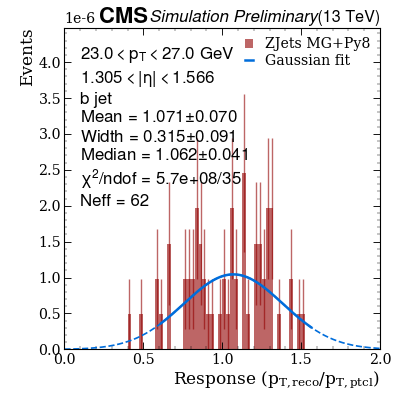 1e-6 CMS Simulation Preliminary (13 TeV)
Events
23.0 < pT < 27.0 GeV
1.305 < |η| < 1.566
b jet
Mean = 1.071±0.070
Width = 0.315±0.091
Median = 1.062±0.041
χ²/ndof = 5.7e+08/35
Neff = 62
ZJets MG+Py8
Gaussian fit
4.0
3.5
3.0
2.5
2.0
1.5
1.0
0.5
0.0
0.0 0.5 1.0 1.5 2.0
Response (pT,reco/pT,ptcl)